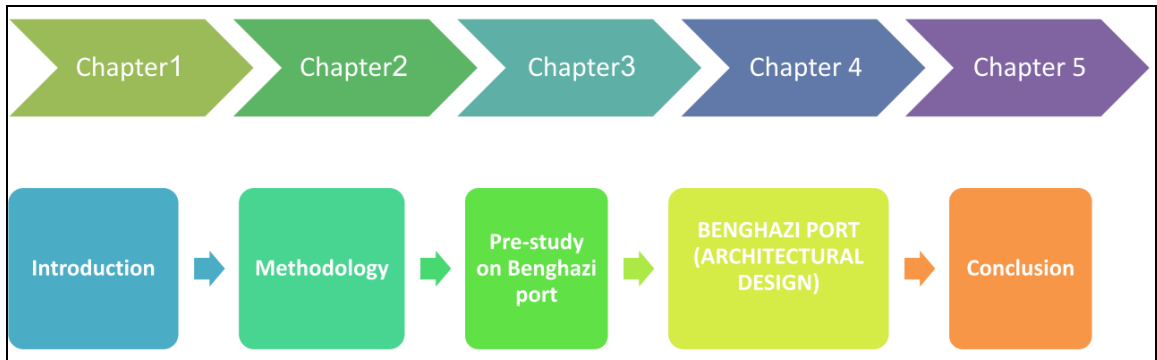 Chapter1
Chapter2
Chapter3
Chapter 4
Chapter 5
Introduction
Methodology
Pre-study
on Benghazi
port
BENGHAZI PORT
(ARCHITECTURAL
DESIGN)
Conclusion